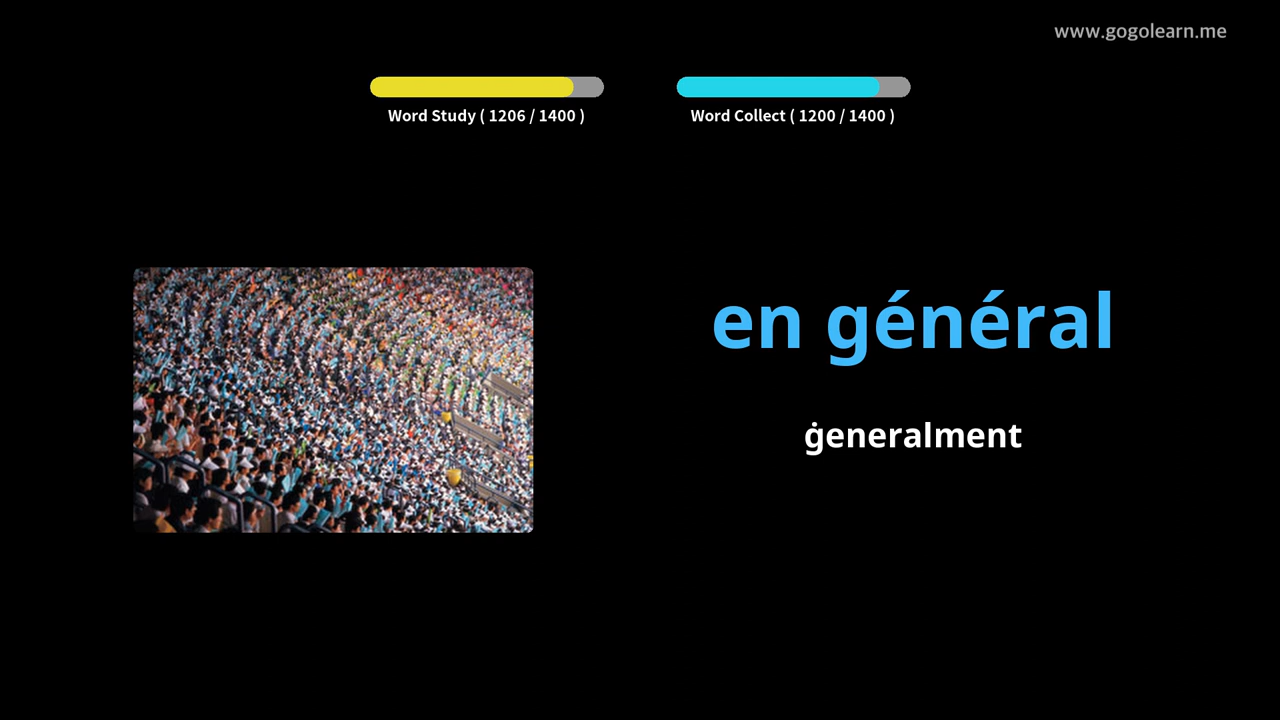 www.gogolearn.me
Word Study ( 1206 / 1400 )
Word Collect ( 1200 / 1400 )
en général
ġeneralment